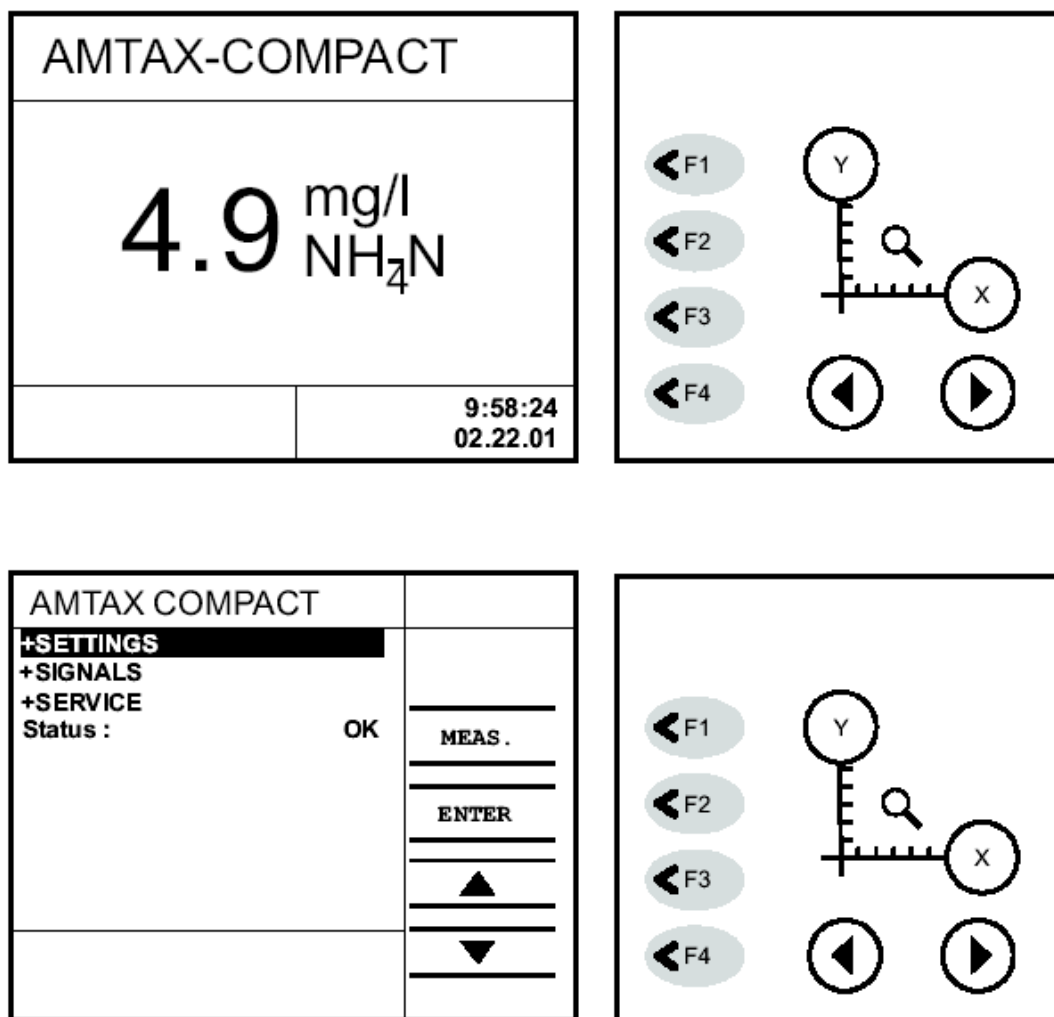 AMTAX-COMPACT
4.9 mg/l
NH4-N
9:58:24
02.22.01
F1
F2
F3
F4
Y
X
AMTAX COMPACT
+SETTINGS
+SIGNALS
+SERVICE
Status : OK
MEAS.
ENTER
F1
F2
F3
F4
Y
X